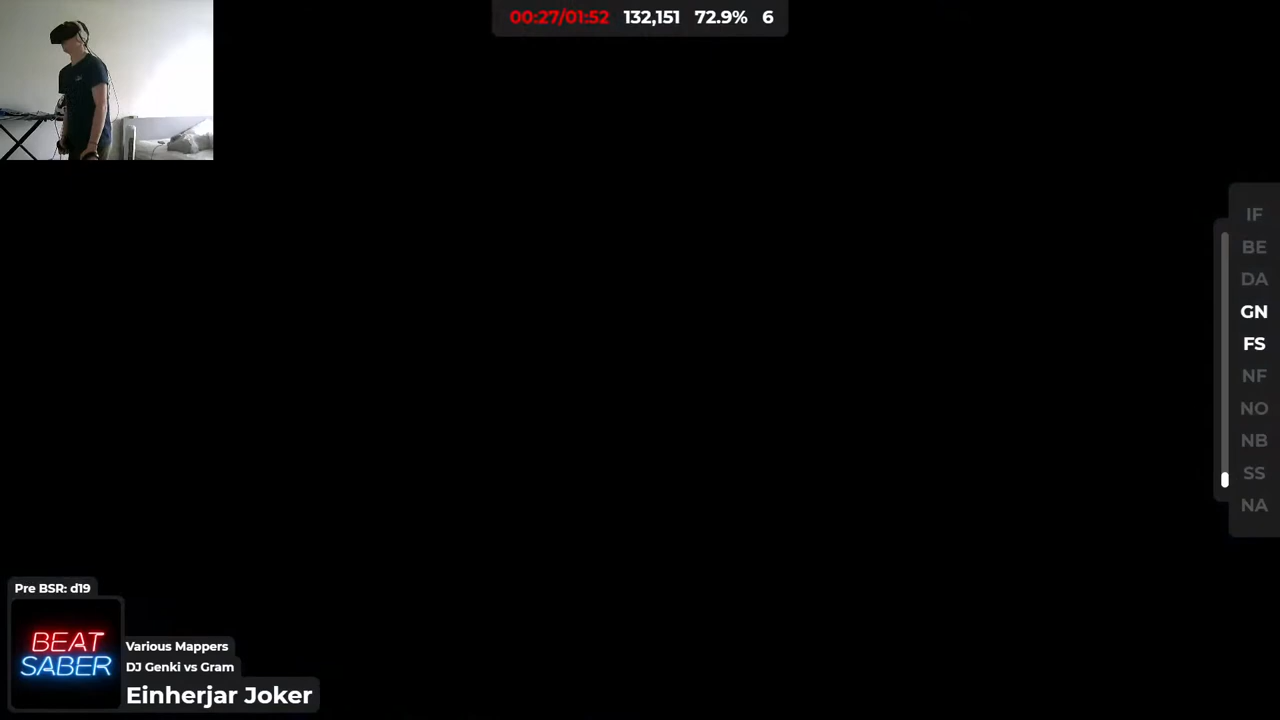 00:27/01:52 132,151 72.9% 6
IF
BE
DA
GN
FS
NF
NO
NB
SS
NA
Pre BSR: d19
BEAT
SABER
Various Mappers
DJ Genki vs Gram
Einherjar Joker